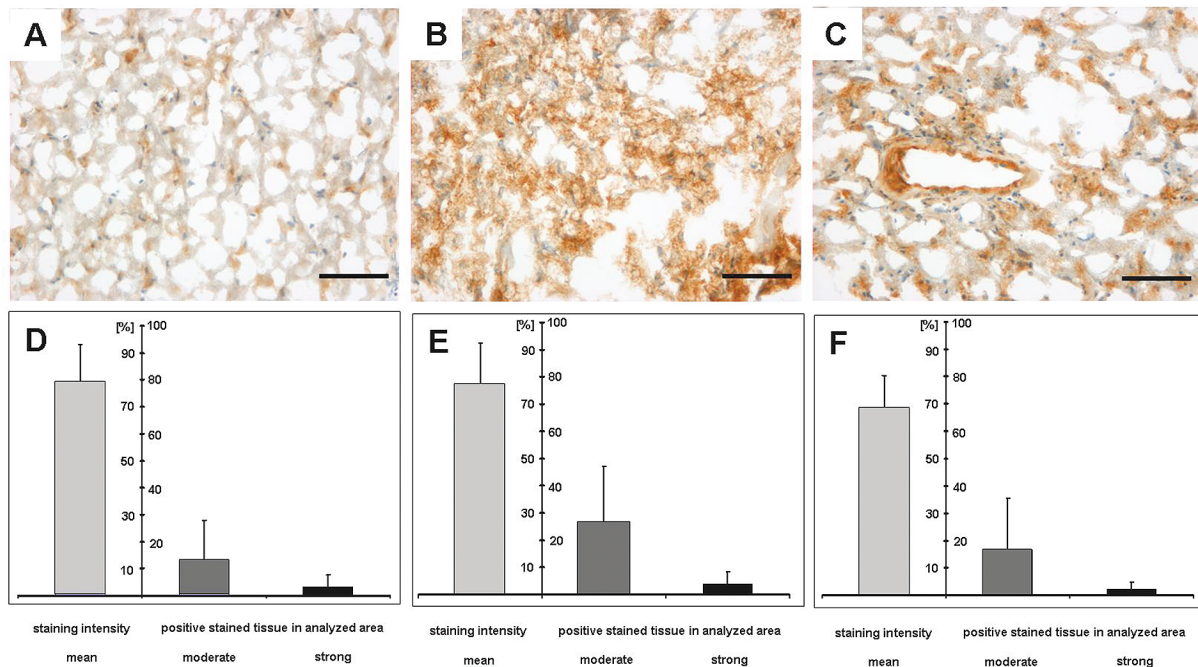 A
B
C
D
[%]
100
90
80
70
60
50
40
30
20
10
staining intensity
positive stained tissue in analyzed area
mean
moderate
strong
E
[%]
100
90
80
70
60
50
40
30
20
10
staining intensity
positive stained tissue in analyzed area
mean
moderate
strong
F
[%]
100
90
80
70
60
50
40
30
20
10
staining intensity
positive stained tissue in analyzed area
mean
moderate
strong